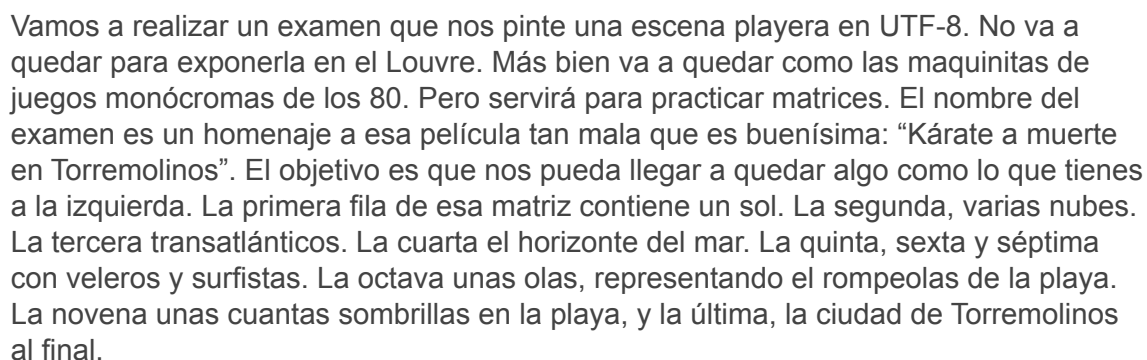 Vamos a realizar un examen que nos pinte una escena playera en UTF-8. No va a
quedar para exponerla en el Louvre. Más bien va a quedar como las maquinitas de
juegos monócromas de los 80. Pero servirá para practicar matrices. El nombre del
examen es un homenaje a esa película tan mala que es buenísima: “Kárate a muerte
en Torremolinos”. El objetivo es que nos pueda llegar a quedar algo como lo que tienes
a la izquierda. La primera fila de esa matriz contiene un sol. La segunda, varias nubes.
La tercera transatlánticos. La cuarta el horizonte del mar. La quinta, sexta y séptima
con veleros y surfistas. La octava unas olas, representando el rompeolas de la playa.
La novena unas cuantas sombrillas en la playa, y la última, la ciudad de Torremolinos
al final.